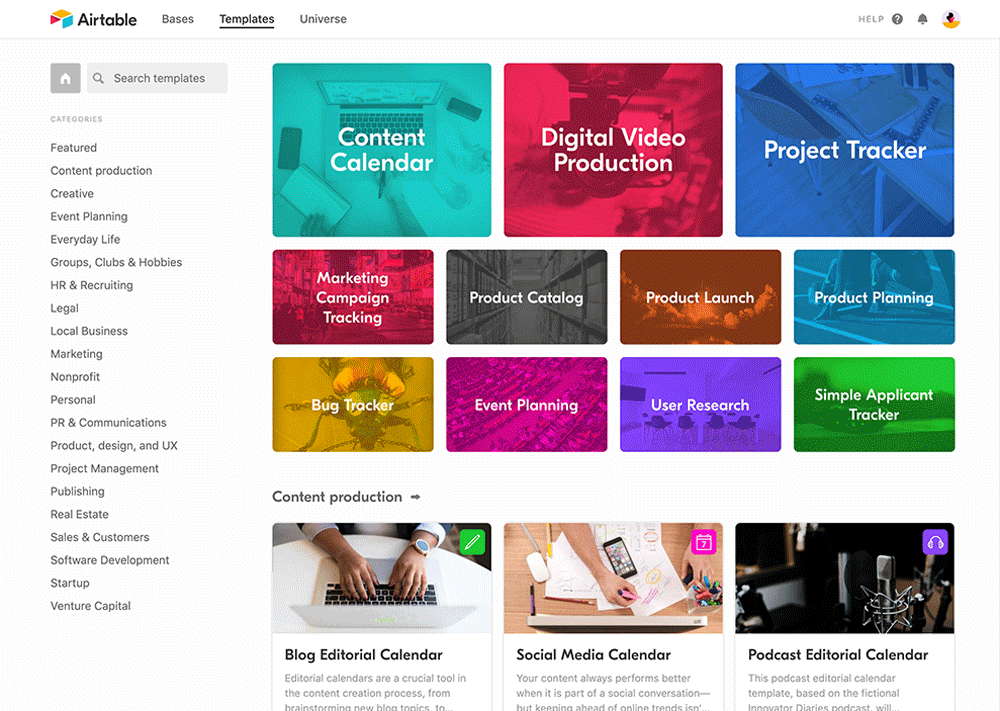 Airtable
Bases
Templates
Universe
HELP
Search templates
CATEGORIES
Featured
Content production
Creative
Event Planning
Everyday Life
Groups, Clubs & Hobbies
HR & Recruiting
Legal
Local Business
Marketing
Nonprofit
Personal
PR & Communications
Product, design, and UX
Project Management
Publishing
Real Estate
Sales & Customers
Software Development
Startup
Venture Capital
Content
Calendar
Digital Video
Production
Project Tracker
Marketing
Campaign
Tracking
Product Catalog
Product Launch
Product Planning
Bug Tracker
Event Planning
User Research
Simple Applicant
Tracker
Content production
7
Blog Editorial Calendar
Editorial calendars are a crucial tool in
the content creation process, from
brainstorming new blog topics, to...
Social Media Calendar
Your content always performs better
when it is part of a social conversation—
but keeping ahead of online trends isn'...
Podcast Editorial Calendar
This podcast editorial calendar
template, based on the fictional
Innovator Diaries podcast, will...